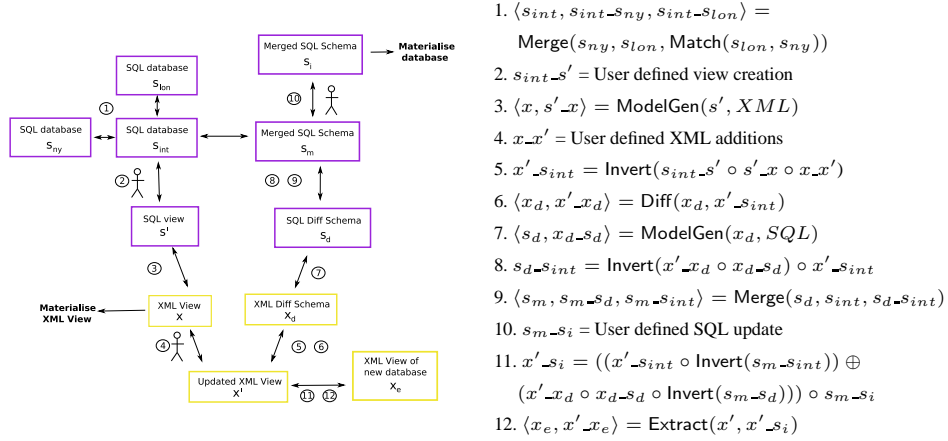 Merged SQL Schema
s_i
Materialise
database
SQL database
s_lon
①
⑩
SQL database
s_ny
SQL database
s_int
Merged SQL Schema
s_m
②
⑧ ⑨
SQL view
s'
SQL Diff Schema
s_d
③
⑦
Materialise
XML View
XML View
x
XML Diff Schema
x_d
④
⑤ ⑥
Updated XML View
x'
⑪ ⑫
XML View of
new database
x_e
1. ⟨s_int, s_int_s_ny, s_int_s_lon⟩ =
Merge(s_ny, s_lon, Match(s_lon, s_ny))
2. s_int_s′ = User defined view creation
3. ⟨x, s′_x⟩ = ModelGen(s′, XML)
4. x_x′ = User defined XML additions
5. x′_s_int = Invert(s_int_s′ ∘ s′_x ∘ x_x′)
6. ⟨x_d, x′_x_d⟩ = Diff(x_d, x′_s_int)
7. ⟨s_d, x_d_s_d⟩ = ModelGen(x_d, SQL)
8. s_d_s_int = Invert(x′_x_d ∘ x_d_s_d) ∘ x′_s_int
9. ⟨s_m, s_m_s_d, s_m_s_int⟩ = Merge(s_d, s_int, s_d_s_int)
10. s_m_s_i = User defined SQL update
11. x′_s_i = ((x′_s_int ∘ Invert(s_m_s_int)) ⊕
(x′_x_d ∘ x_d_s_d ∘ Invert(s_m_s_d))) ∘ s_m_s_i
12. ⟨x_e, x′_x_e⟩ = Extract(x′, x′_s_i)